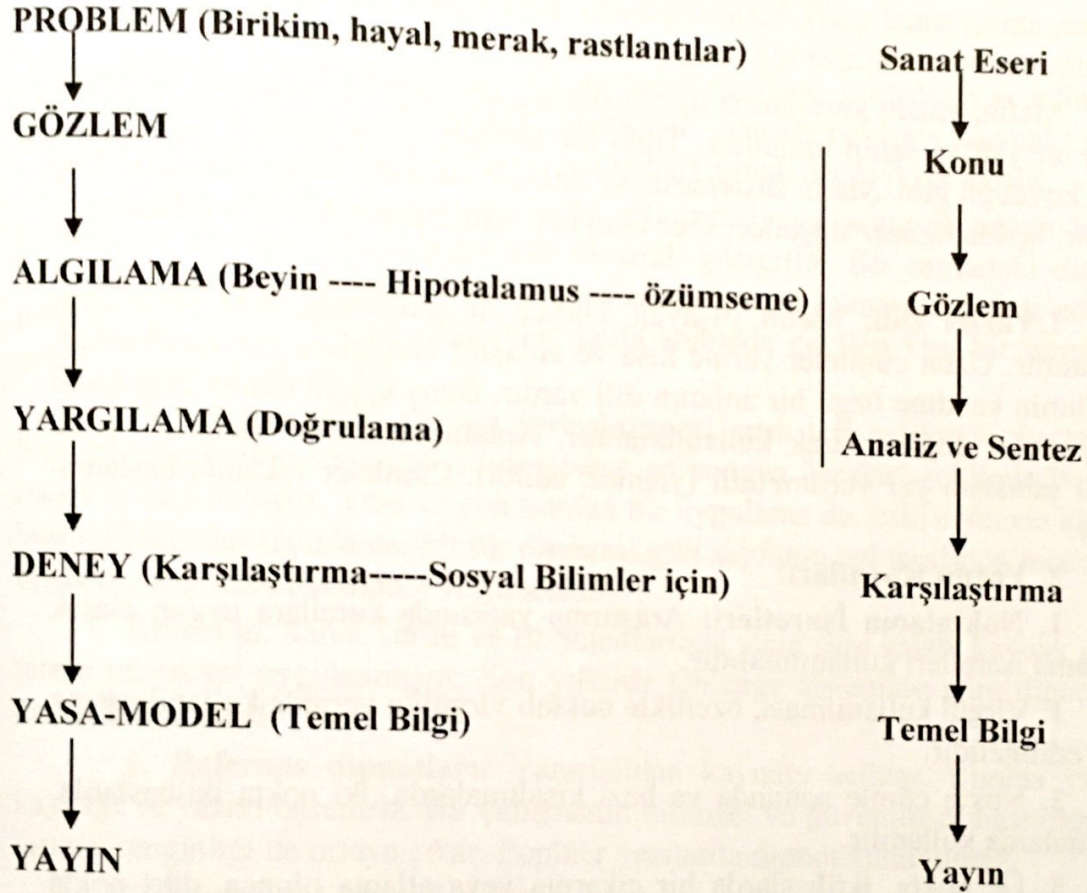 PROBLEM (Birikim, hayal, merak, rastlantılar)
GÖZLEM
ALGILAMA (Beyin ---- Hipotalamus ---- özümseme)
YARGILAMA (Doğrulama)
DENEY (Karşılaştırma-----Sosyal Bilimler için)
YASA-MODEL (Temel Bilgi)
YAYIN
Sanat Eseri
Konu
Gözlem
Analiz ve Sentez
Karşılaştırma
Temel Bilgi
Yayın